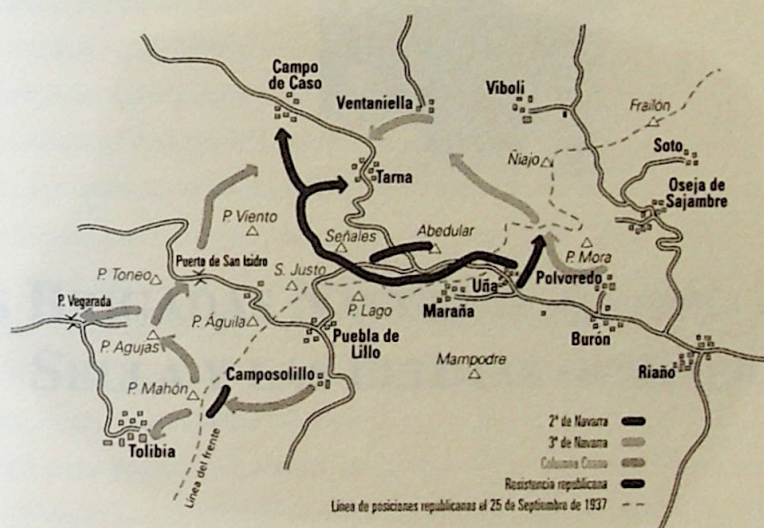 Campo
de Caso
Ventaniella
Viboli
Frailón
Soto
Ñiajo
Oseja de
Sajambre
Tarna
P. Viento
Señales
Abedular
P. Mora
Puerto de San Isidro
P. Toneo
S. Justo
Uña
Polvoredo
P. Vegarada
P. Águila
P. Lago
Maraña
Burón
P. Agujas
Puebla de
Lillo
Mampodre
Riaño
Camposolillo
P. Mahón
Tolibia
Línea del frente
2ª de Navarra
3ª de Navarra
Columna
Resistencia republicana
Línea de posiciones republicanas el 25 de Septiembre de 1937